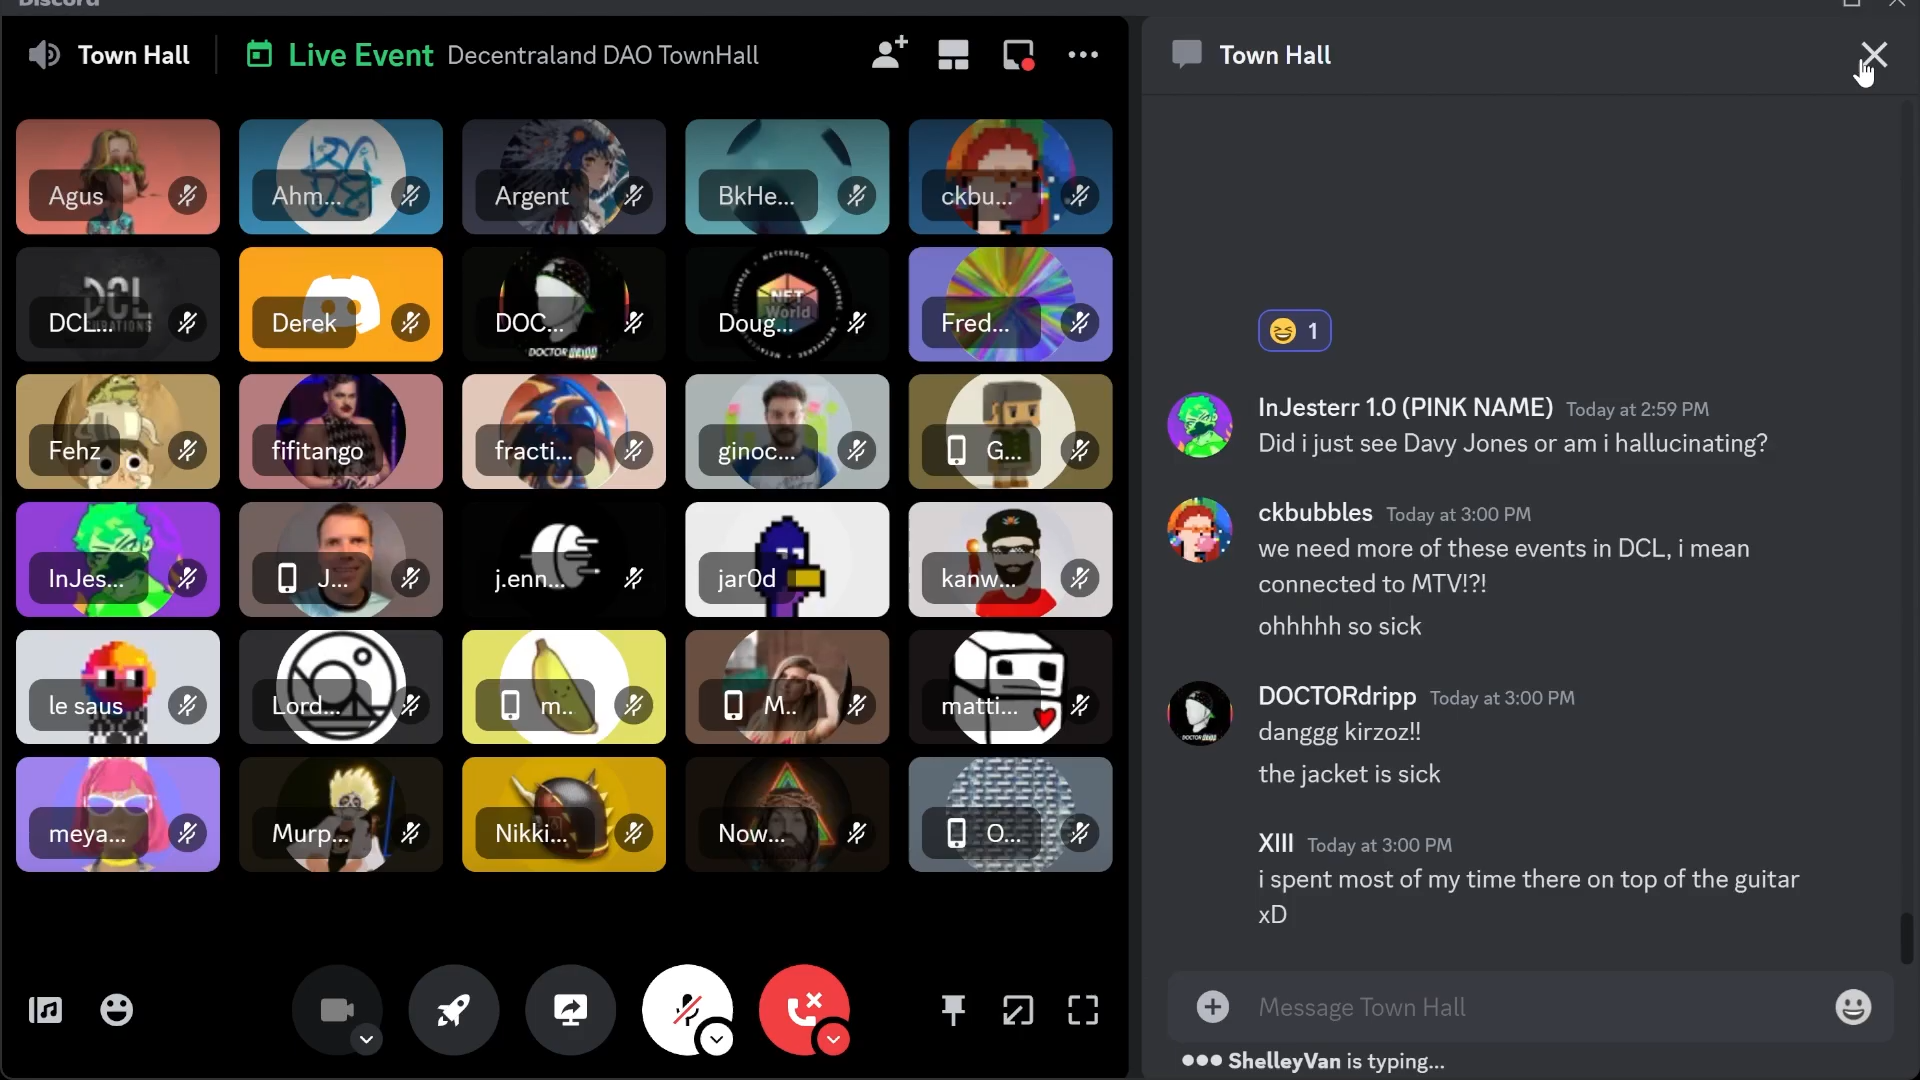 Discord
Town Hall
Live Event Decentraland DAO TownHall
Agus
Ahm...
Argent
BkHe...
ckbu...
DCL...
Derek
DOC...
DOCTOR
Doug...
NFT
World
Fred...
Fehz
fifitango
fracti...
ginoc...
G...
InJes...
J...
j.enn...
jar0d
kanw...
le saus
Lord...
m..
M..
matti...
meya...
Murp...
Nikki...
Now...
O...
Town Hall
1
InJesterr 1.0 (PINK NAME) Today at 2:59 PM
Did i just see Davy Jones or am i hallucinating?
ckbubbles Today at 3:00 PM
we need more of these events in DCL, i mean
connected to MTV!?!
ohhhhh so sick
DOCTORdripp Today at 3:00 PM
danggg kirzoz!!
the jacket is sick
XIII Today at 3:00 PM
i spent most of my time there on top of the guitar
xD
Message Town Hall
ShelleyVan is typing...